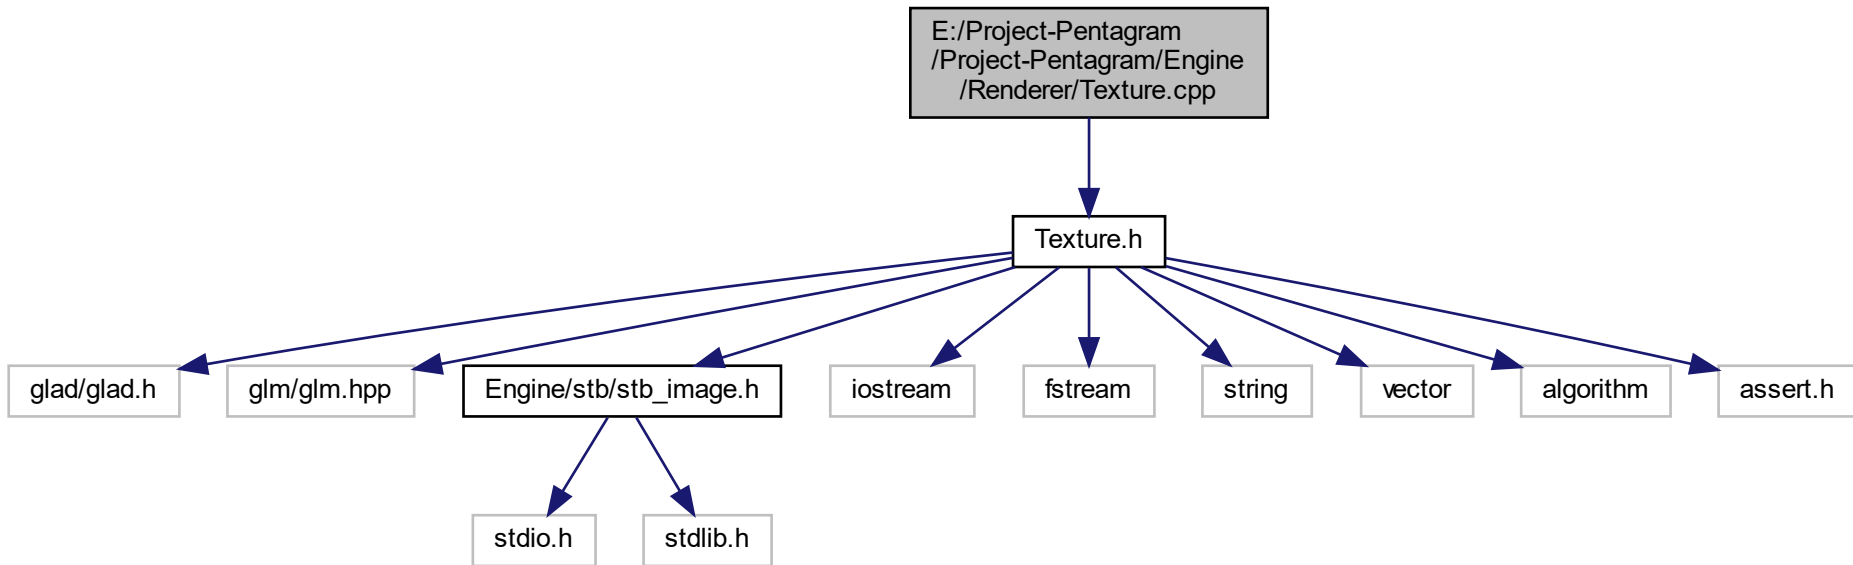 E:/Project-Pentagram
/Project-Pentagram/Engine
/Renderer/Texture.cpp
Texture.h
glad/glad.h
glm/glm.hpp
Engine/stb/stb_image.h
iostream
fstream
string
vector
algorithm
assert.h
stdio.h
stdlib.h